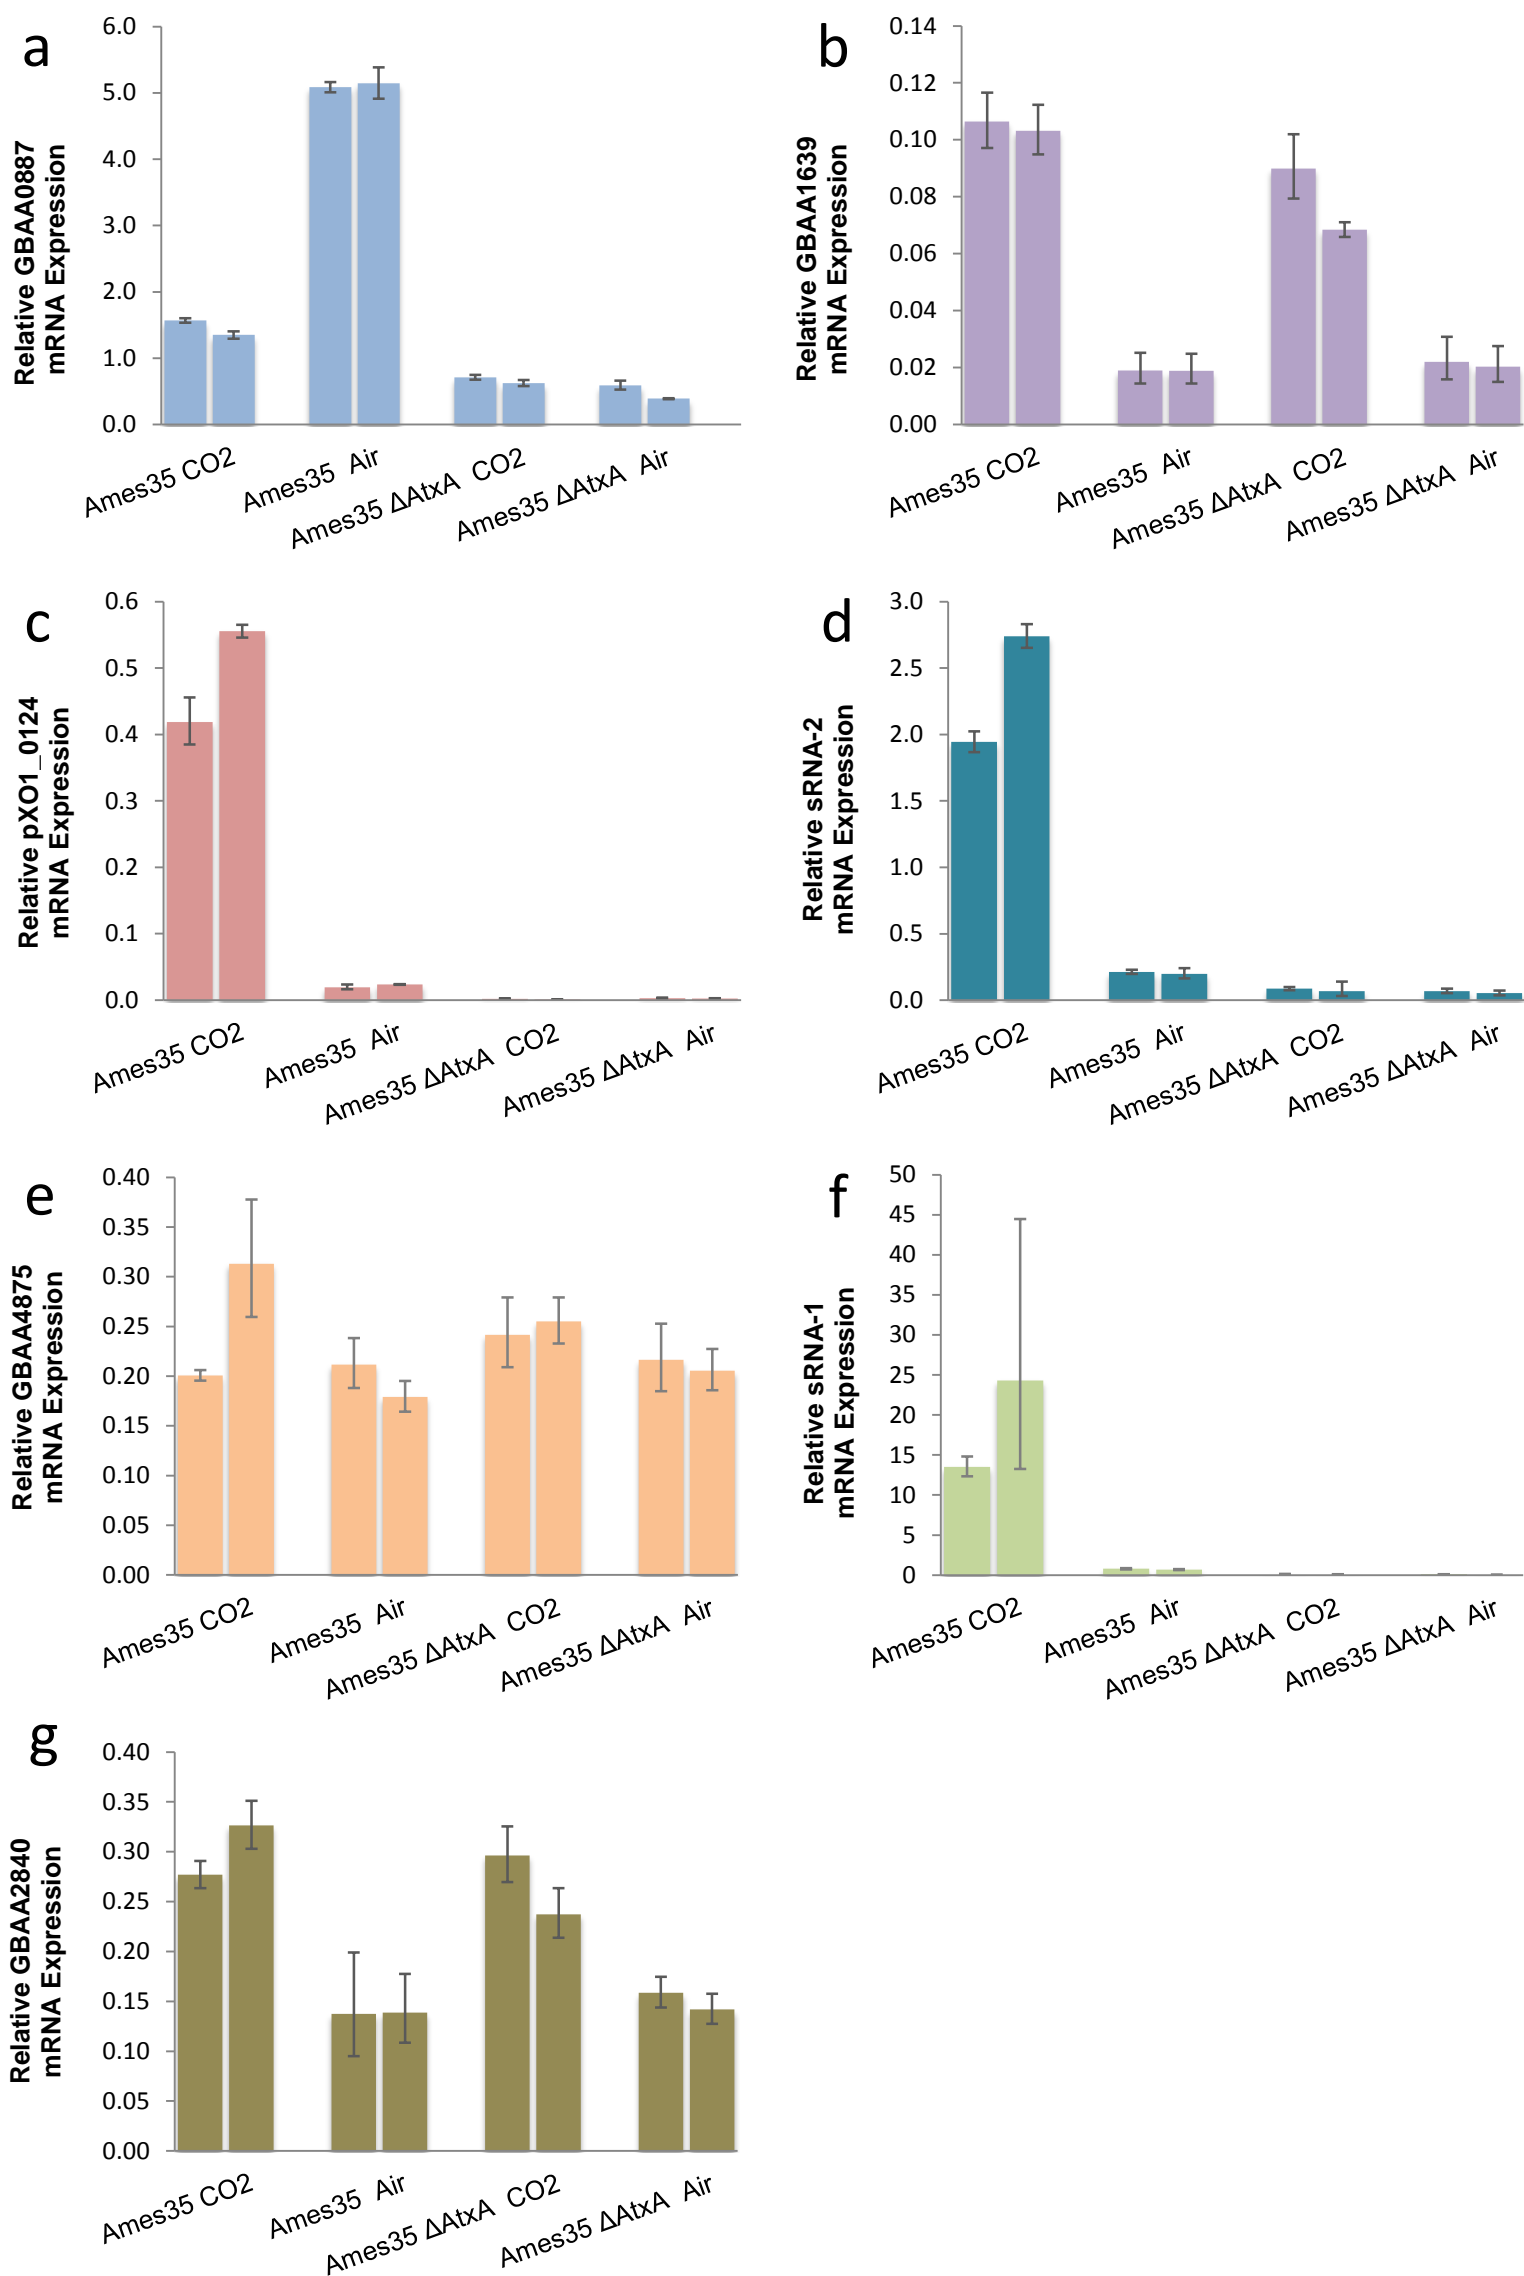 a
Relative GBAA0887
mRNA Expression
6.0
5.0
4.0
3.0
2.0
1.0
0.0
Ames35 CO2
Ames35 Air
Ames35 ΔAtxA CO2
Ames35 ΔAtxA Air
b
Relative GBAA1639
mRNA Expression
0.14
0.12
0.10
0.08
0.06
0.04
0.02
0.00
Ames35 CO2
Ames35 Air
Ames35 ΔAtxA CO2
Ames35 ΔAtxA Air
c
Relative pXO1_0124
mRNA Expression
0.6
0.5
0.4
0.3
0.2
0.1
0.0
Ames35 CO2
Ames35 Air
Ames35 ΔAtxA CO2
Ames35 ΔAtxA Air
d
Relative sRNA-2
mRNA Expression
3.0
2.5
2.0
1.5
1.0
0.5
0.0
Ames35 CO2
Ames35 Air
Ames35 ΔAtxA CO2
Ames35 ΔAtxA Air
e
Relative GBAA4875
mRNA Expression
0.40
0.35
0.30
0.25
0.20
0.15
0.10
0.05
0.00
Ames35 CO2
Ames35 Air
Ames35 ΔAtxA CO2
Ames35 ΔAtxA Air
f
Relative sRNA-1
mRNA Expression
50
45
40
35
30
25
20
15
10
5
0
Ames35 CO2
Ames35 Air
Ames35 ΔAtxA CO2
Ames35 ΔAtxA Air
g
Relative GBAA2840
mRNA Expression
0.40
0.35
0.30
0.25
0.20
0.15
0.10
0.05
0.00
Ames35 CO2
Ames35 Air
Ames35 ΔAtxA CO2
Ames35 ΔAtxA Air